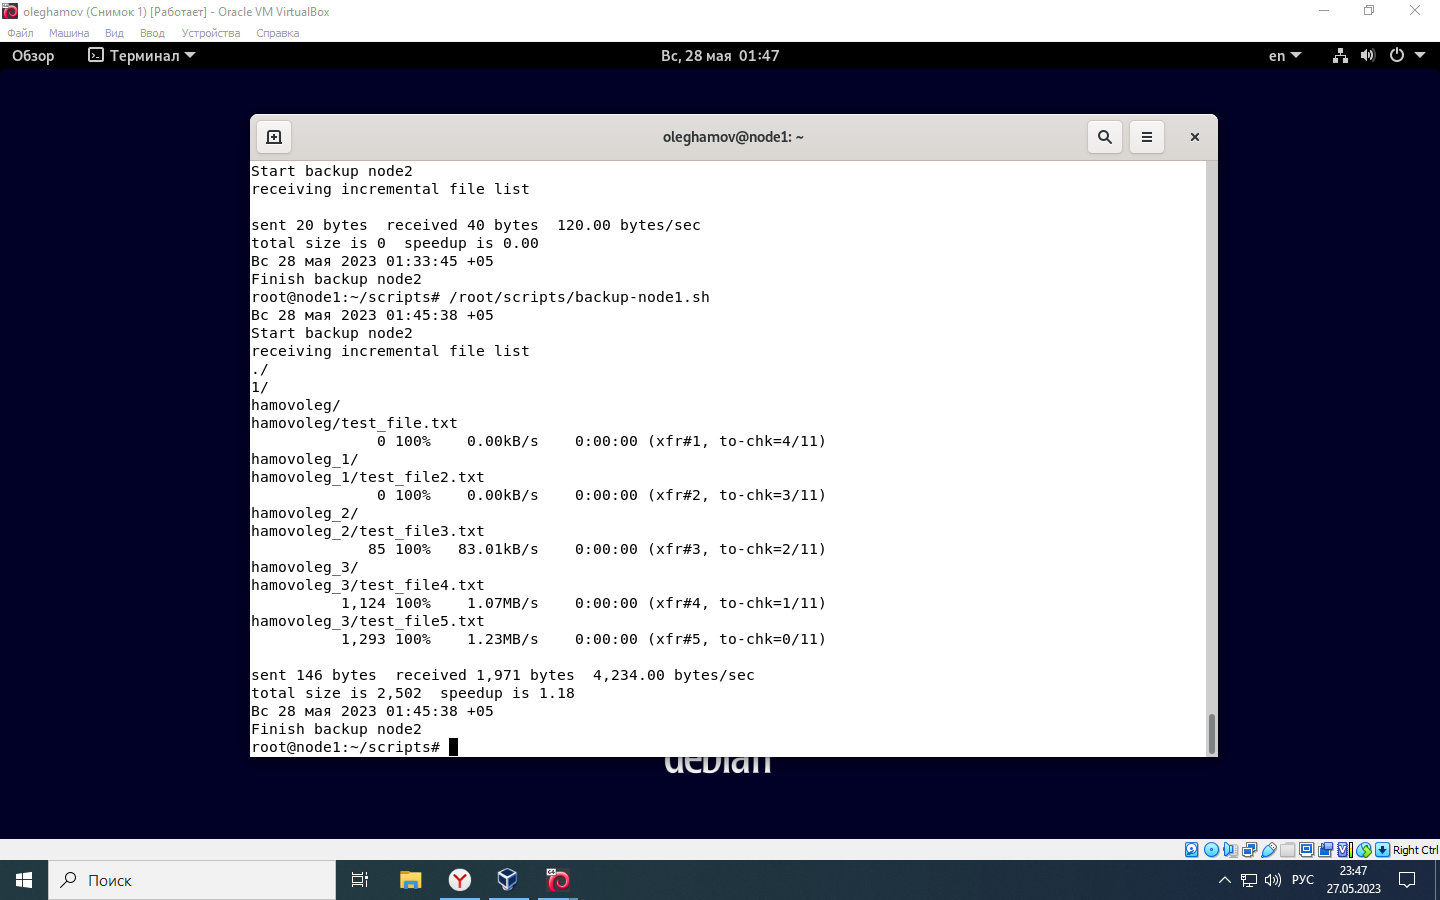 oleghamov (Снимок 1) [Работает] - Oracle VM VirtualBox
Файл Машина Вид Ввод Устройства Справка
Обзор Терминал Вс, 28 мая 01:47 en
oleghamov@node1: ~
Start backup node2
receiving incremental file list
sent 20 bytes  received 40 bytes  120.00 bytes/sec
total size is 0  speedup is 0.00
Вс 28 мая 2023 01:33:45 +05
Finish backup node2
root@node1:~/scripts# /root/scripts/backup-node1.sh
Вс 28 мая 2023 01:45:38 +05
Start backup node2
receiving incremental file list
./
1/
hamovoleg/
hamovoleg/test_file.txt
              0 100%    0.00kB/s    0:00:00 (xfr#1, to-chk=4/11)
hamovoleg_1/
hamovoleg_1/test_file2.txt
              0 100%    0.00kB/s    0:00:00 (xfr#2, to-chk=3/11)
hamovoleg_2/
hamovoleg_2/test_file3.txt
             85 100%   83.01kB/s    0:00:00 (xfr#3, to-chk=2/11)
hamovoleg_3/
hamovoleg_3/test_file4.txt
          1,124 100%    1.07MB/s    0:00:00 (xfr#4, to-chk=1/11)
hamovoleg_3/test_file5.txt
          1,293 100%    1.23MB/s    0:00:00 (xfr#5, to-chk=0/11)
sent 146 bytes  received 1,971 bytes  4,234.00 bytes/sec
total size is 2,502  speedup is 1.18
Вс 28 мая 2023 01:45:38 +05
Finish backup node2
root@node1:~/scripts#
debian
Right Ctrl
Поиск
РУС
23:47
27.05.2023